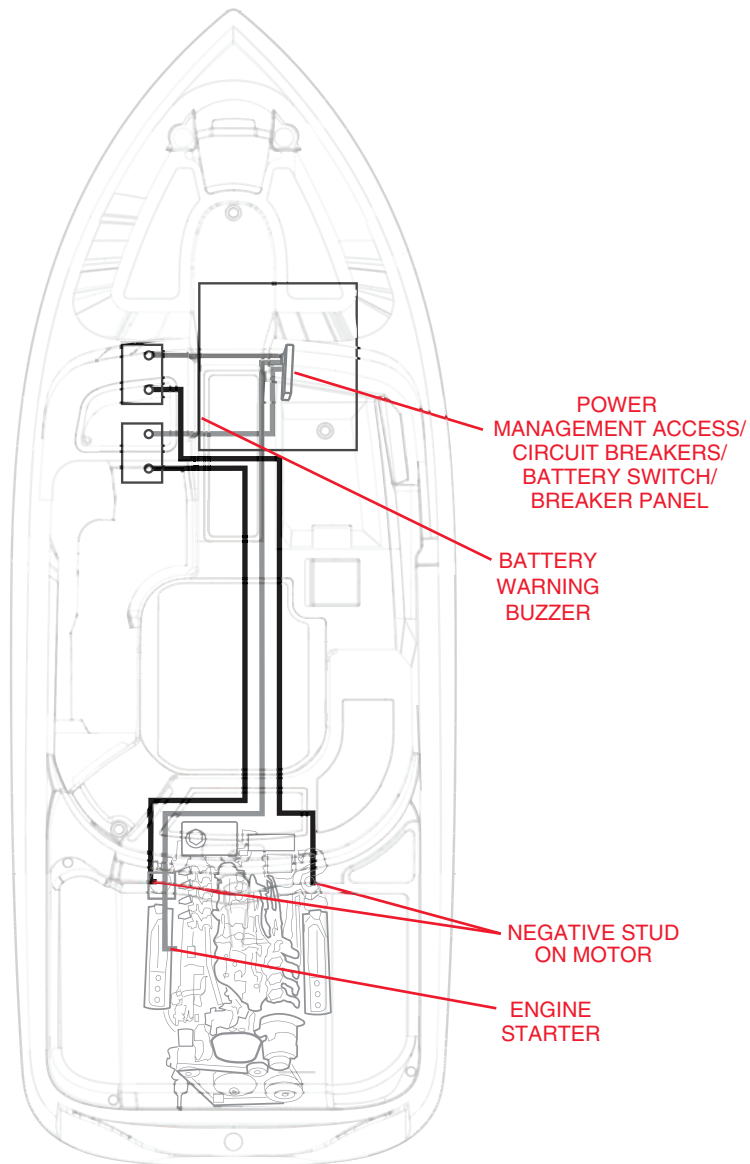 POWER
MANAGEMENT ACCESS/
CIRCUIT BREAKERS/
BATTERY SWITCH/
BREAKER PANEL
BATTERY
WARNING
BUZZER
NEGATIVE STUD
ON MOTOR
ENGINE
STARTER